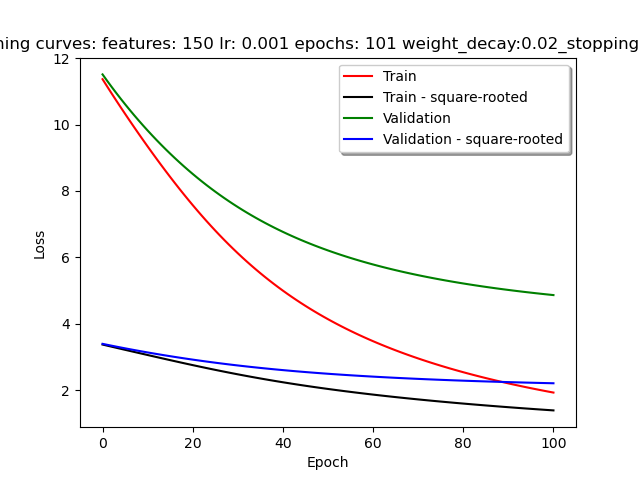 curves: features: 150 lr: 0.001 epochs: 101 weight_decay:0.02_stopping
12
10
8
6
4
2
Loss
Train
Train - square-rooted
Validation
Validation - square-rooted
0 20 40 60 80 100
Epoch